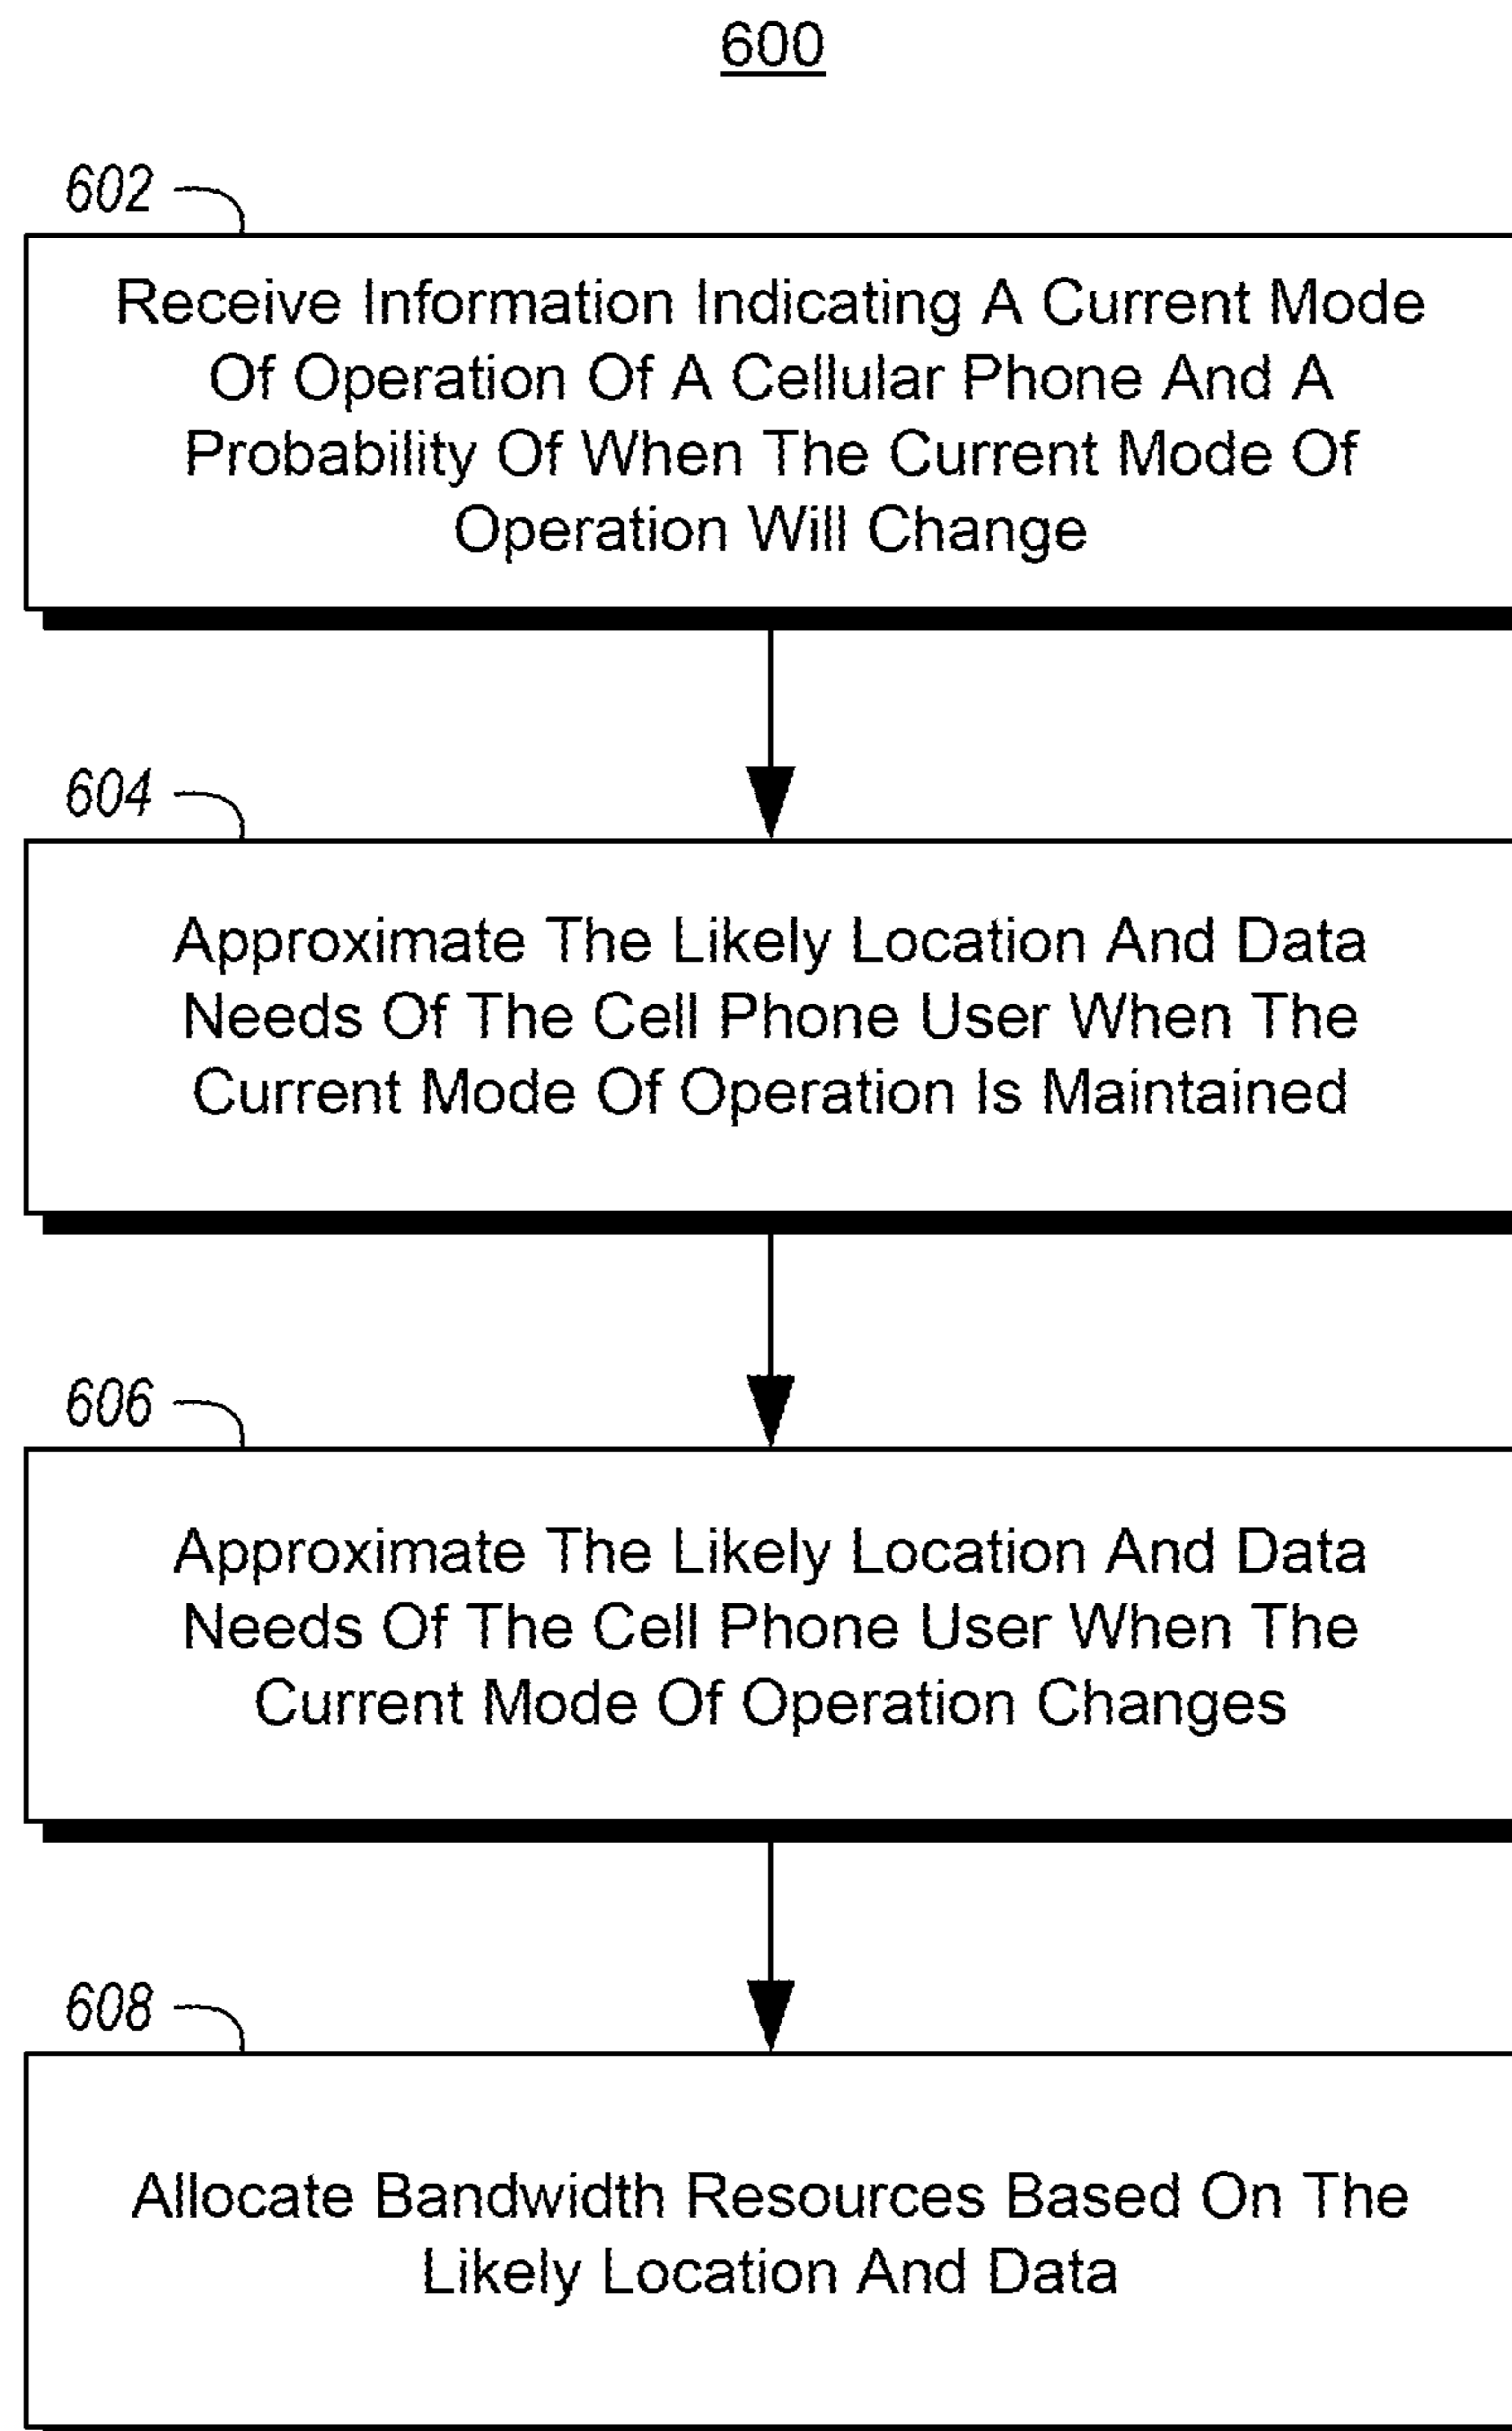 600
602
Receive Information Indicating A Current Mode
Of Operation Of A Cellular Phone And A
Probability Of When The Current Mode Of
Operation Will Change
604
Approximate The Likely Location And Data
Needs Of The Cell Phone User When The
Current Mode Of Operation Is Maintained
606
Approximate The Likely Location And Data
Needs Of The Cell Phone User When The
Current Mode Of Operation Changes
608
Allocate Bandwidth Resources Based On The
Likely Location And Data